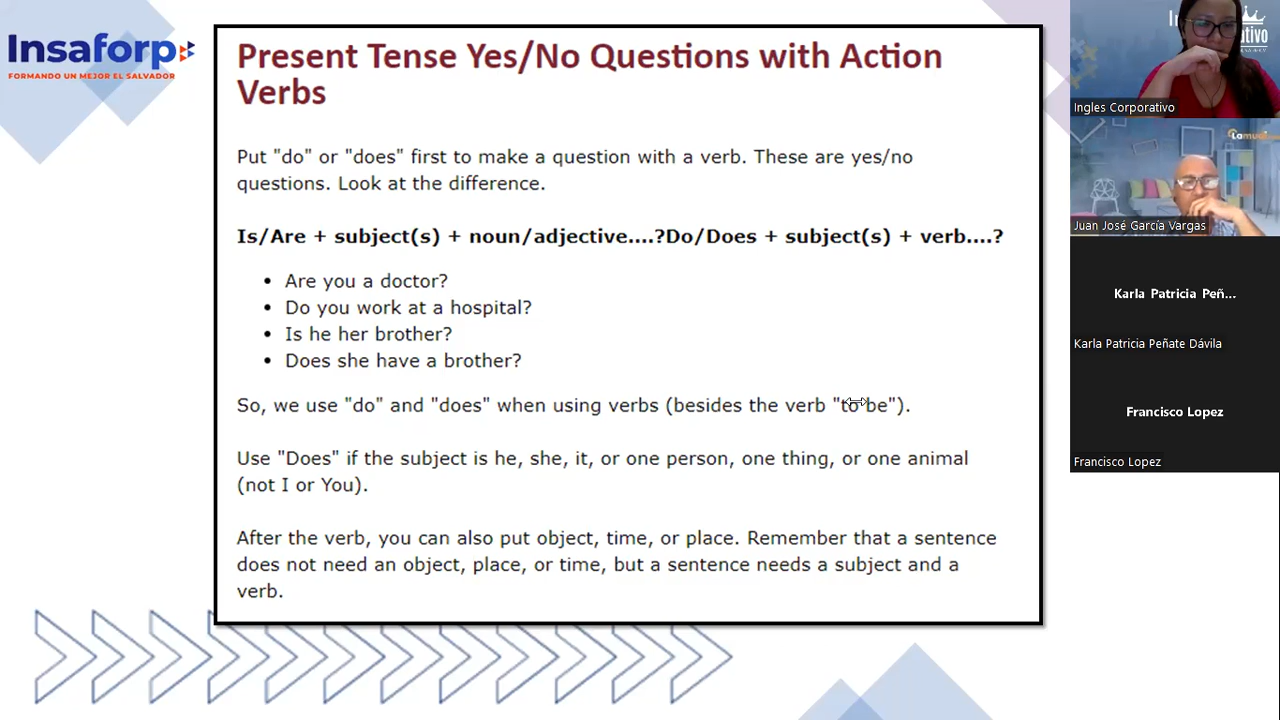 Insaforp
FORMANDO UN MEJOR EL SALVADOR
Present Tense Yes/No Questions with Action
Verbs
Put "do" or "does" first to make a question with a verb. These are yes/no
questions. Look at the difference.
Is/Are + subject(s) + noun/adjective....?Do/Does + subject(s) + verb....?
• Are you a doctor?
• Do you work at a hospital?
• Is he her brother?
• Does she have a brother?
So, we use "do" and "does" when using verbs (besides the verb "to be").
Use "Does" if the subject is he, she, it, or one person, one thing, or one animal
(not I or You).
After the verb, you can also put object, time, or place. Remember that a sentence
does not need an object, place, or time, but a sentence needs a subject and a
verb.
Ingles Corporativo
Juan José García Vargas
Karla Patricia Peñ...
Karla Patricia Peñate Dávila
Francisco Lopez
Francisco Lopez